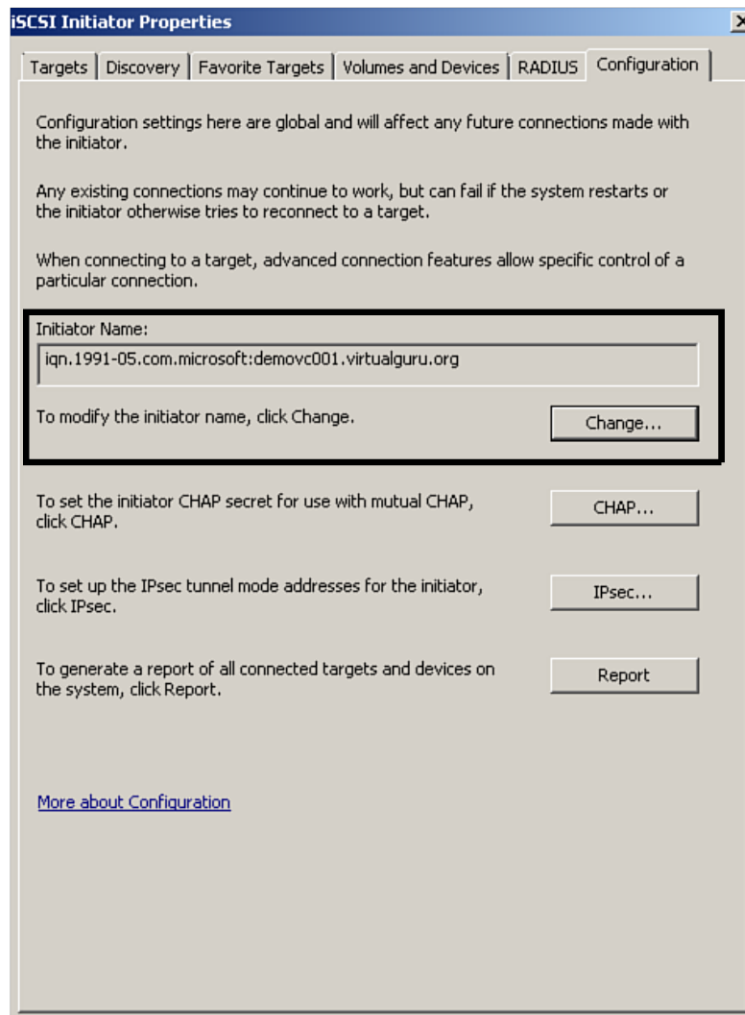 iSCSI Initiator Properties
Targets Discovery Favorite Targets Volumes and Devices RADIUS Configuration
Configuration settings here are global and will affect any future connections made with
the initiator.
Any existing connections may continue to work, but can fail if the system restarts or
the initiator otherwise tries to reconnect to a target.
When connecting to a target, advanced connection features allow specific control of a
particular connection.
Initiator Name:
iqn.1991-05.com.microsoft:demovc001.virtualguru.org
To modify the initiator name, click Change.
Change...
To set the initiator CHAP secret for use with mutual CHAP,
click CHAP.
CHAP...
To set up the IPsec tunnel mode addresses for the initiator,
click IPsec.
IPsec...
To generate a report of all connected targets and devices on
the system, click Report.
Report
More about Configuration